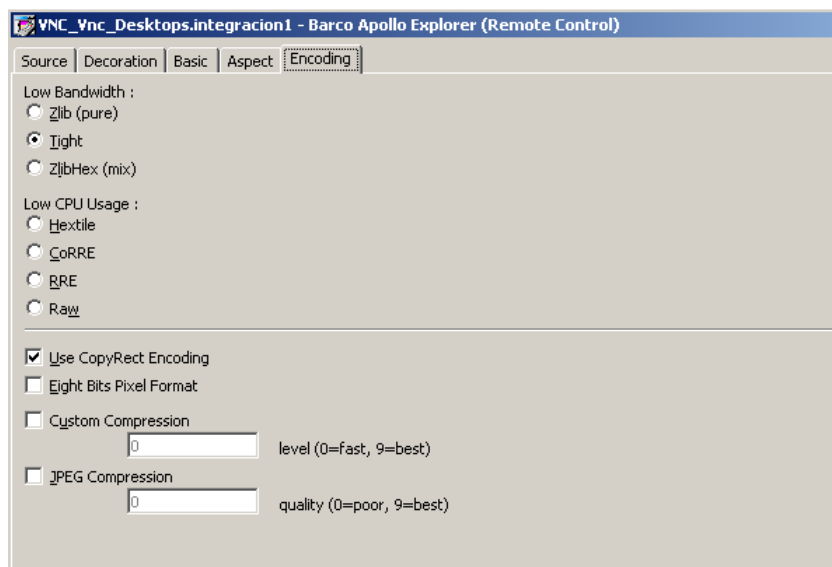 VNC_Vnc_Desktops.integracion1 - Barco Apollo Explorer (Remote Control)
Source Decoration Basic Aspect Encoding
Low Bandwidth :
Zlib (pure)
Tight
ZlibHex (mix)
Low CPU Usage :
Hextile
CoRRE
RRE
Raw
Use CopyRect Encoding
Eight Bits Pixel Format
Custom Compression
0 level (0=fast, 9=best)
JPEG Compression
0 quality (0=poor, 9=best)